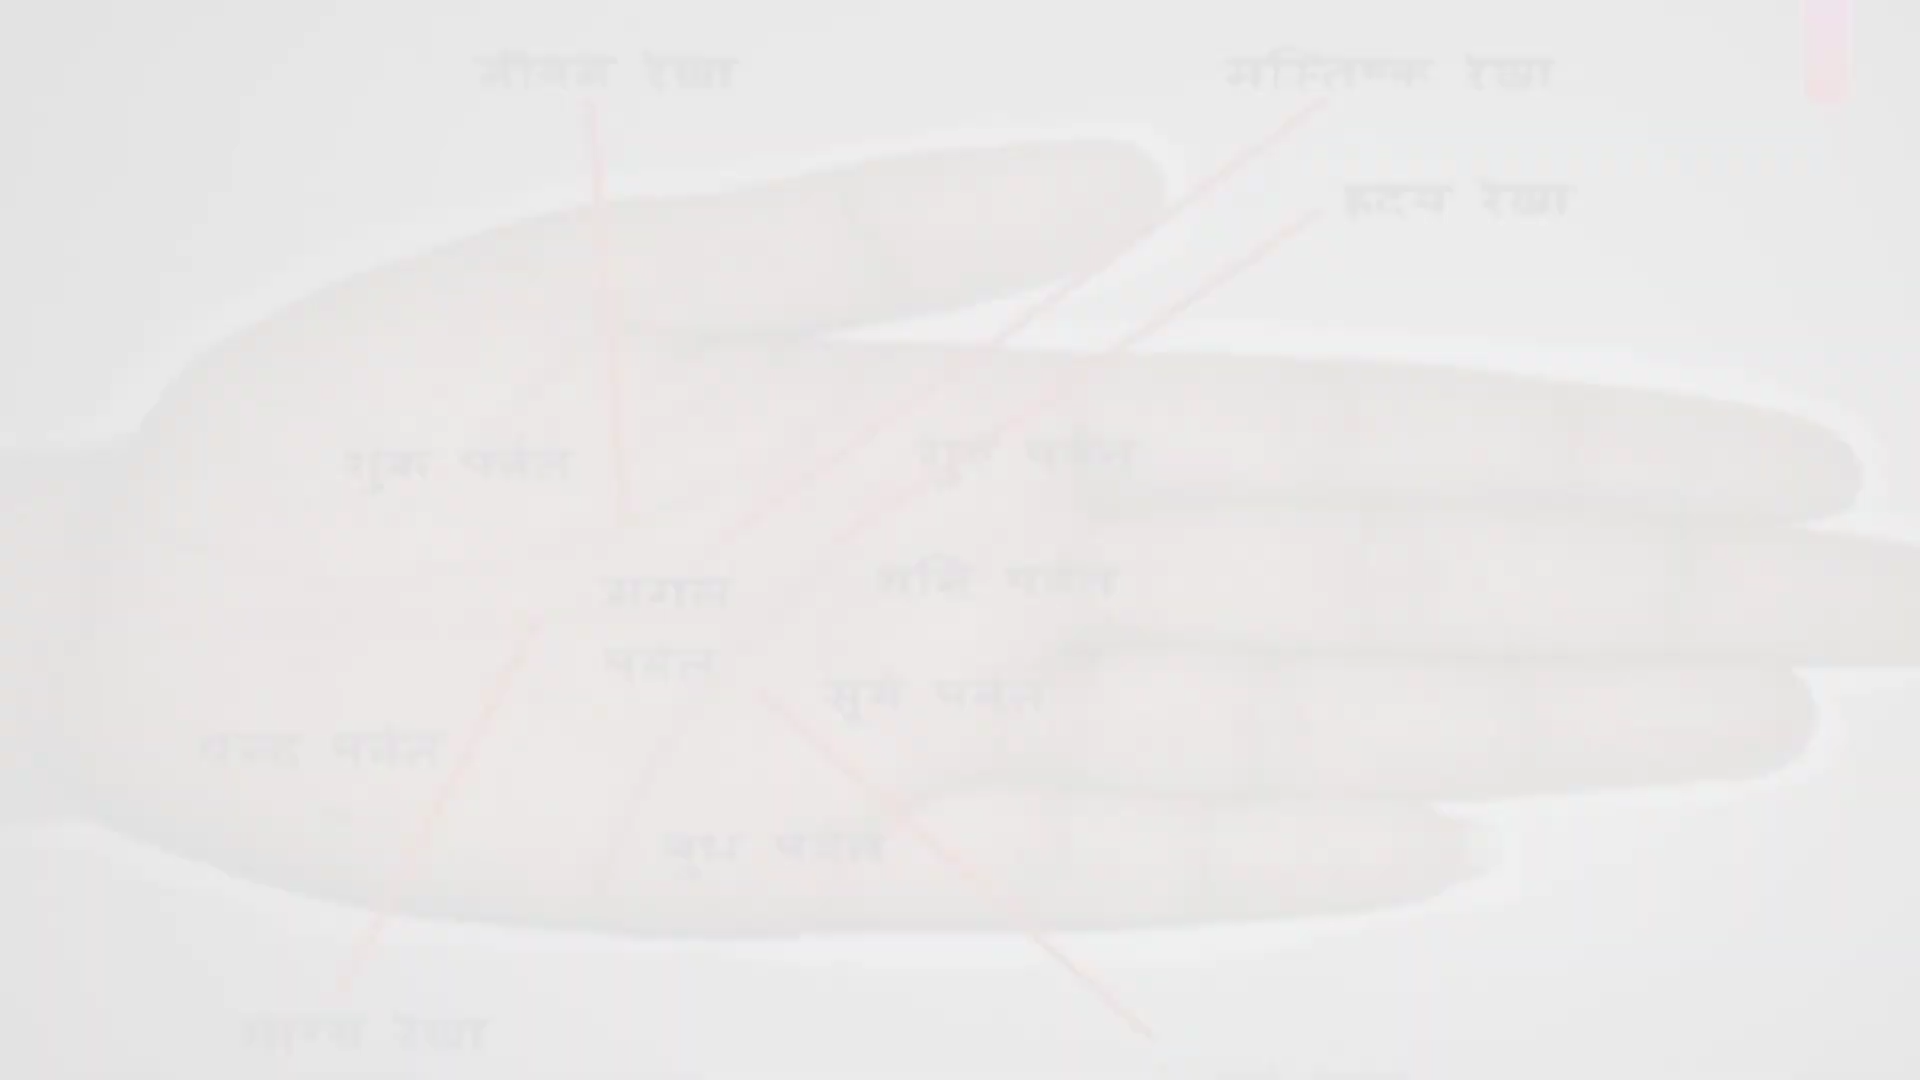 जीवन रेखा
मस्तिष्क रेखा
हृदय रेखा
गुरु पर्वत
शुक्र पर्वत
शनि पर्वत
मंगल
पर्वत
सूर्य पर्वत
चन्द्र पर्वत
बुध पर्वत
भाग्य रेखा